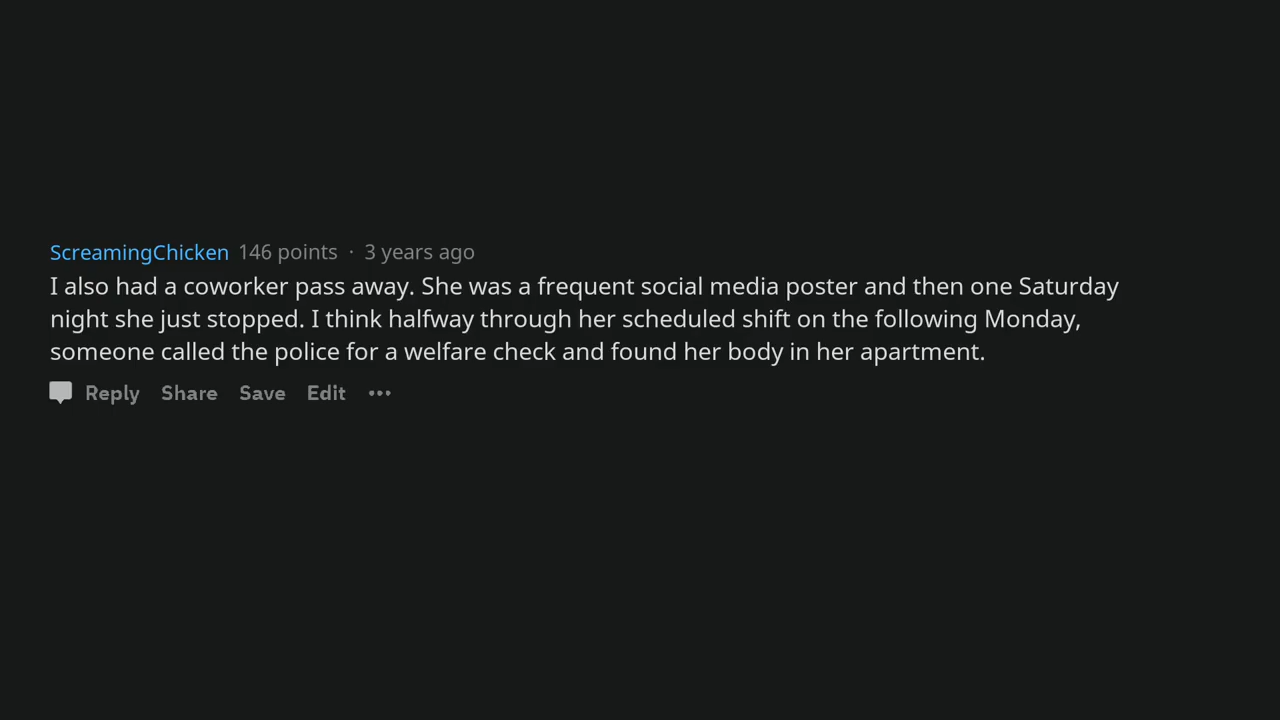 ScreamingChicken 146 points · 3 years ago
I also had a coworker pass away. She was a frequent social media poster and then one Saturday
night she just stopped. I think halfway through her scheduled shift on the following Monday,
someone called the police for a welfare check and found her body in her apartment.
Reply Share Save Edit •••